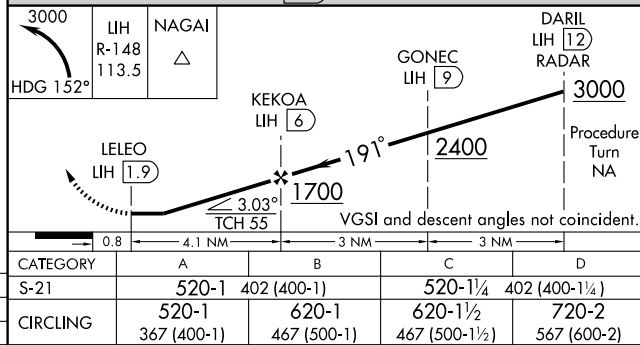 3000
HDG 152°
LIH
R-148
113.5
NAGAI
DARIL
LIH 12
RADAR
3000
GONEC
LIH 9
2400
KEKOA
LIH 6
1700
191°
Procedure
Turn
NA
LELEO
LIH 1.9
3.03°
TCH 55
VGSI and descent angles not coincident.
0.8 4.1 NM 3 NM 3 NM
CATEGORY A B C D
S-21 520-1 402 (400-1) 520-1¼ 402 (400-1¼)
CIRCLING 520-1 620-1 620-1½ 720-2
367 (400-1) 467 (500-1) 467 (500-1½) 567 (600-2)